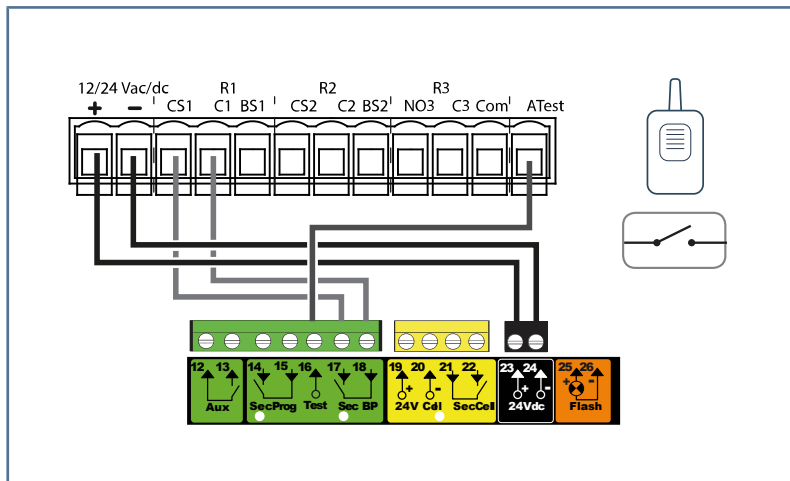 12/24 Vac/dc R1 R2 R3
+ - CS1 C1 BS1 CS2 C2 BS2 NO3 C3 Com ATest
12 13 14 15 16 17 18 19 20 21 22 23 24 25 26
+ - + - + -
Aux SecProg Test Sec BP 24V Cell SecCell 24Vdc Flash